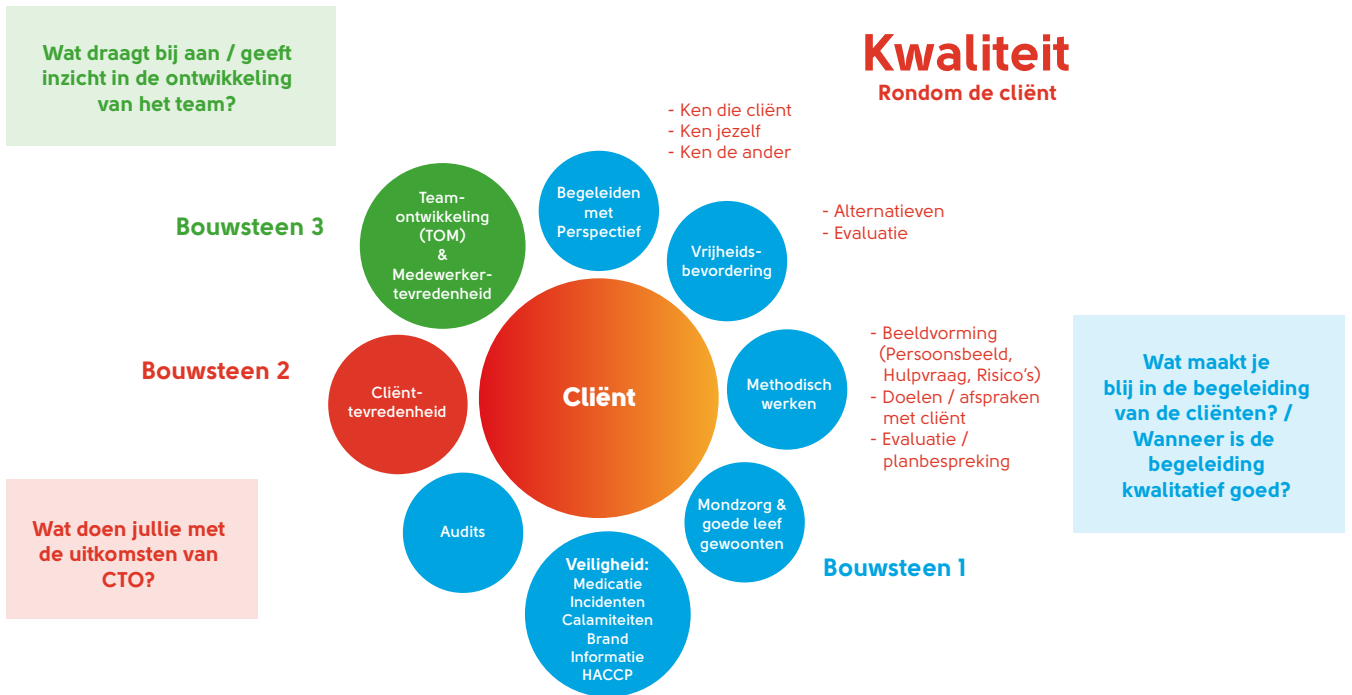 Wat draagt bij aan / geeft
inzicht in de ontwikkeling
van het team?
Kwaliteit
Rondom de cliënt
- Ken die cliënt
- Ken jezelf
- Ken de ander
Bouwsteen 3
Team-
ontwikkeling
(TOM)
&
Medewerker-
tevredenheid
Begeleiden
met
Perspectief
Vrijheids-
bevordering
- Alternatieven
- Evaluatie
Bouwsteen 2
Cliënt-
tevredenheid
Cliënt
Methodisch
werken
- Beeldvorming
(Persoonsbeeld,
Hulpvraag, Risico's)
- Doelen / afspraken
met cliënt
- Evaluatie /
planbespreking
Wat maakt je
blij in de begeleiding
van de cliënten? /
Wanneer is de
begeleiding
kwalitatief goed?
Wat doen jullie met
de uitkomsten van
CTO?
Audits
Mondzorg &
goede leef
gewoonten
Veiligheid:
Medicatie
Incidenten
Calamiteiten
Brand
Informatie
HACCP
Bouwsteen 1